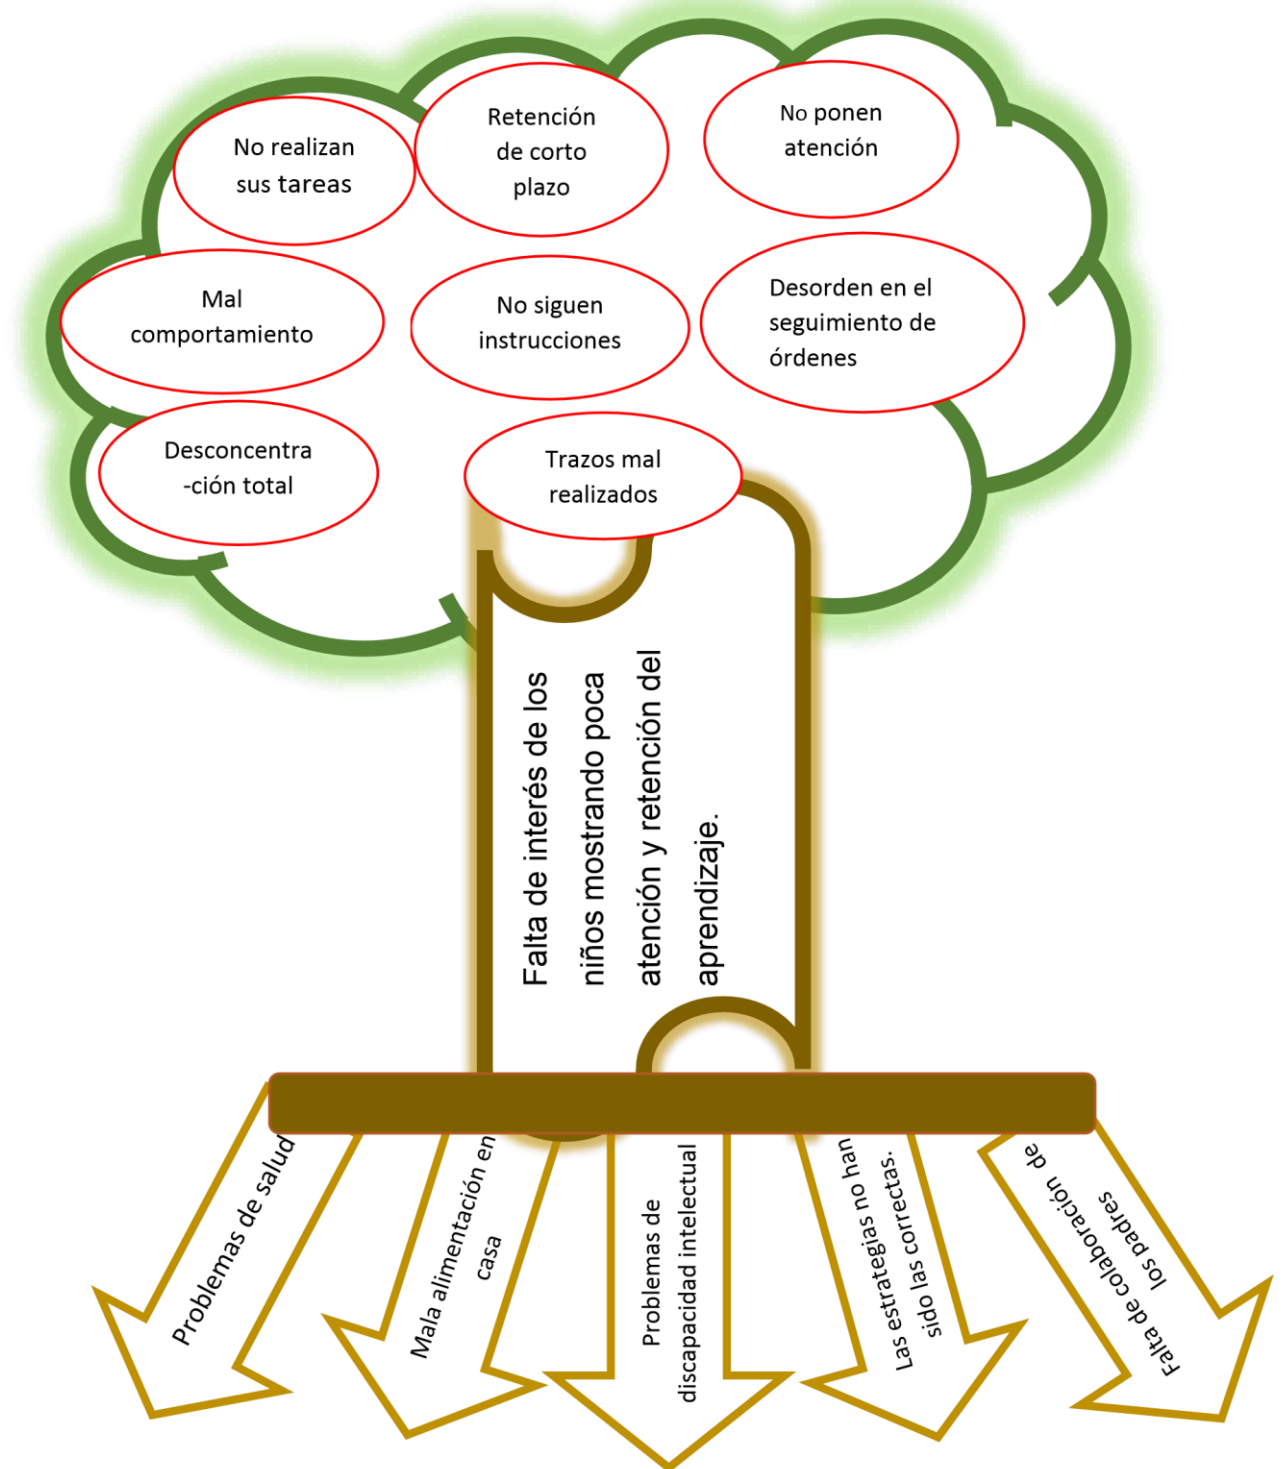 No realizan
sus tareas
Retención
de corto
plazo
No ponen
atención
Mal
comportamiento
No siguen
instrucciones
Desorden en el
seguimiento de
órdenes
Desconcentra
-ción total
Trazos mal
realizados
Falta de interés de los
niños mostrando poca
atención y retención del
aprendizaje.
Problemas de salud
Mala alimentación en
casa
Problemas de
discapacidad intelectual
Las estrategias no han
sido las correctas.
Falta de colaboración de
los padres